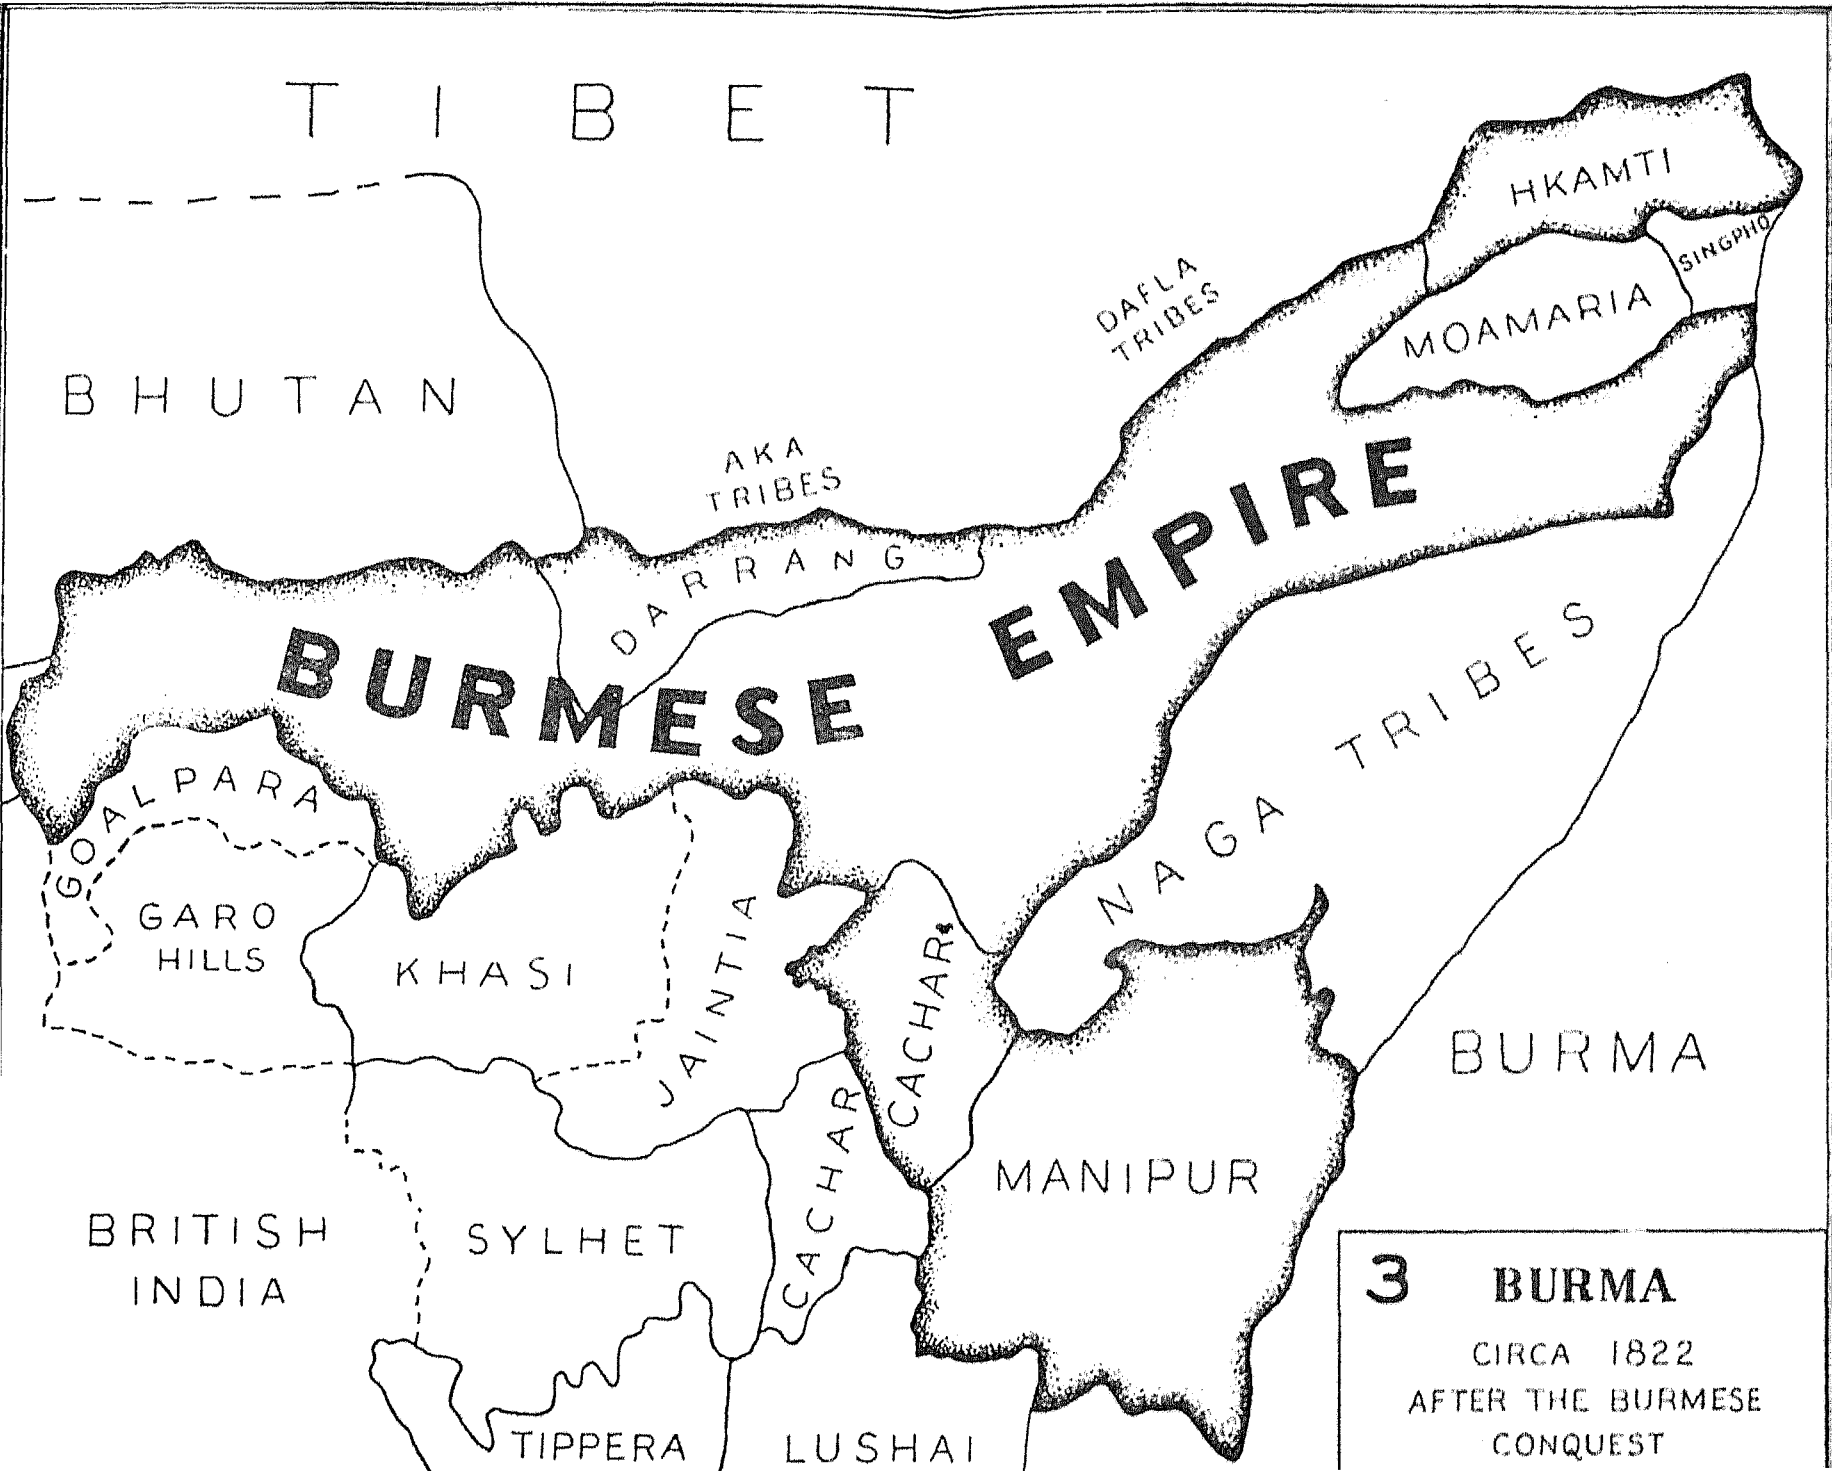 TIBET
HKAMTI
SINGPHO
DAFLA
TRIBES
MOAMARIA
BHUTAN
AKA
TRIBES
DARRANG
BURMESE EMPIRE
NAGA TRIBES
GOALPARA
GARO
HILLS
KHASI
JAINTIA
CACHAR
CACHAR
BURMA
MANIPUR
BRITISH
INDIA
SYLHET
TIPPERA
LUSHAI
3 BURMA
CIRCA 1822
AFTER THE BURMESE
CONQUEST